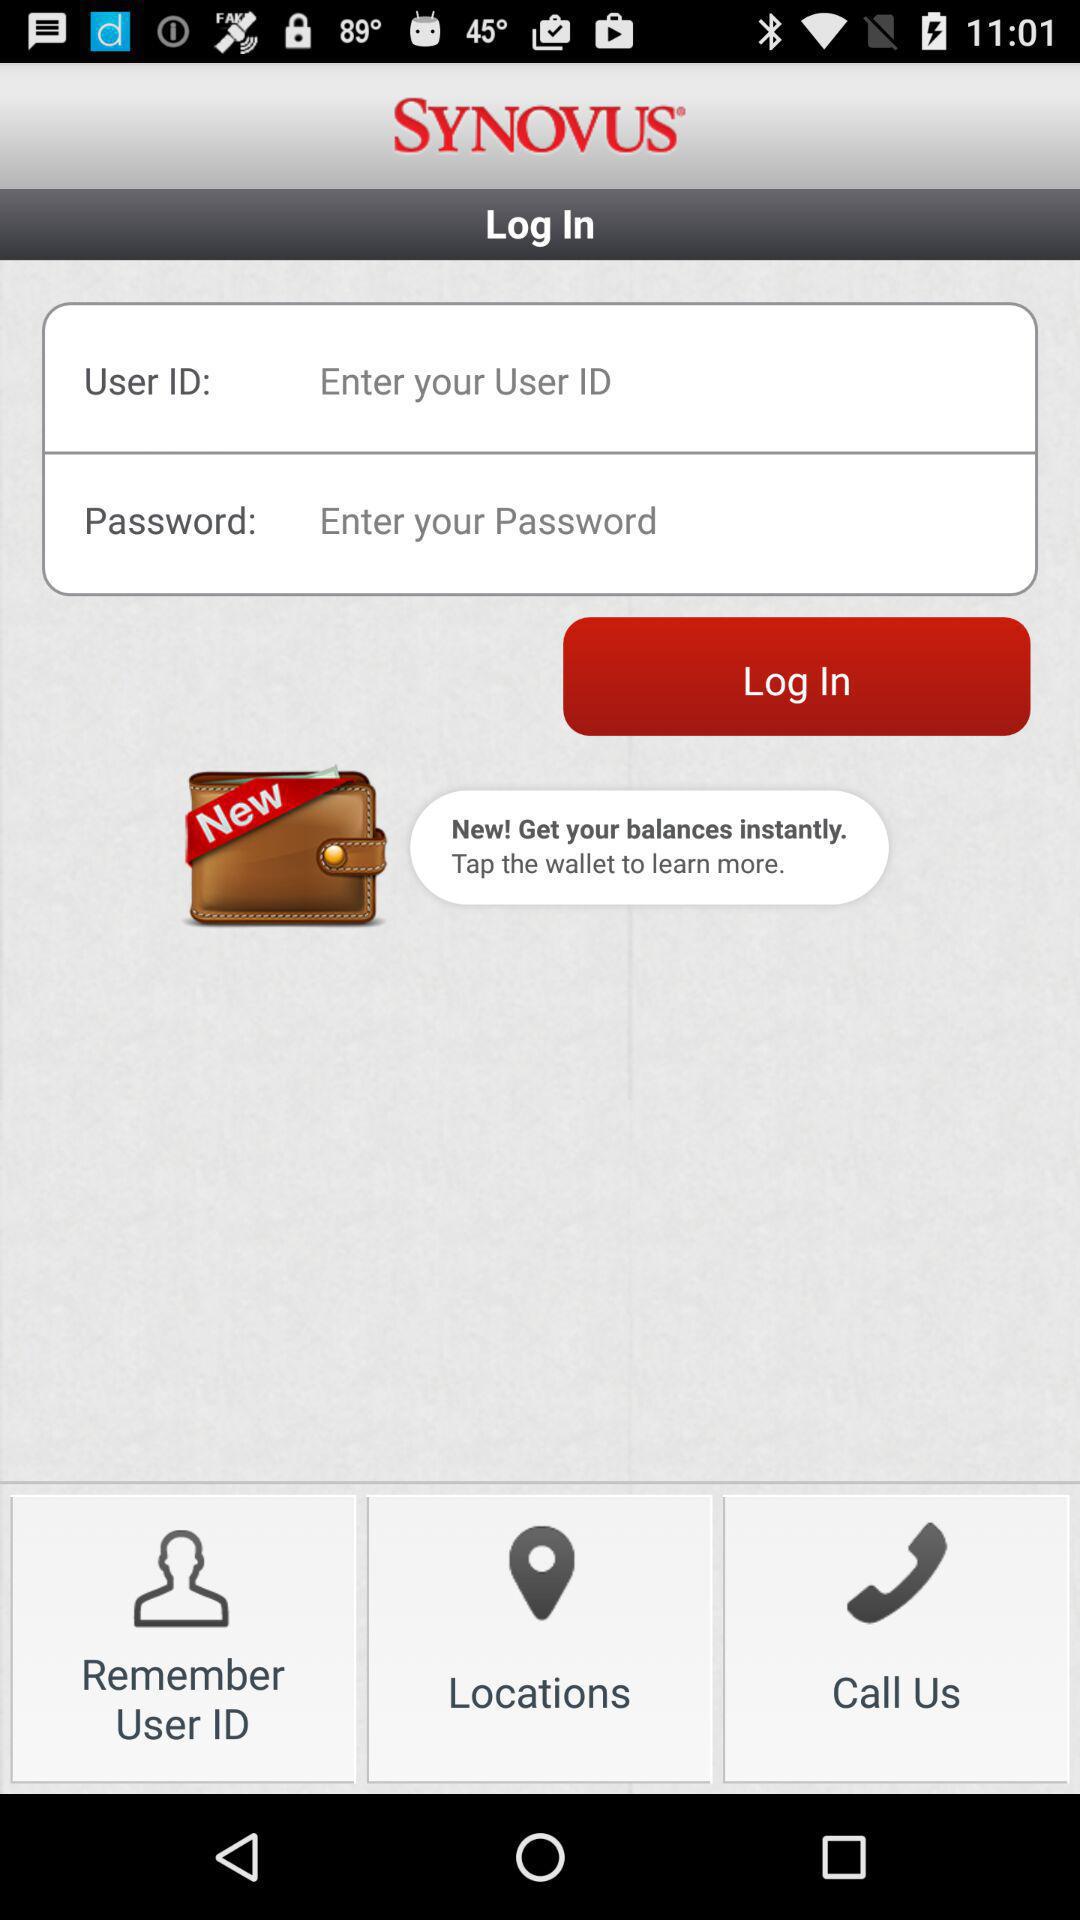 FAKE 89° 45° 11:01
SYNOVUS®
Log In
User ID: Enter your User ID
Password: Enter your Password
Log In
New
New! Get your balances instantly.
Tap the wallet to learn more.
Remember
User ID
Locations
Call Us